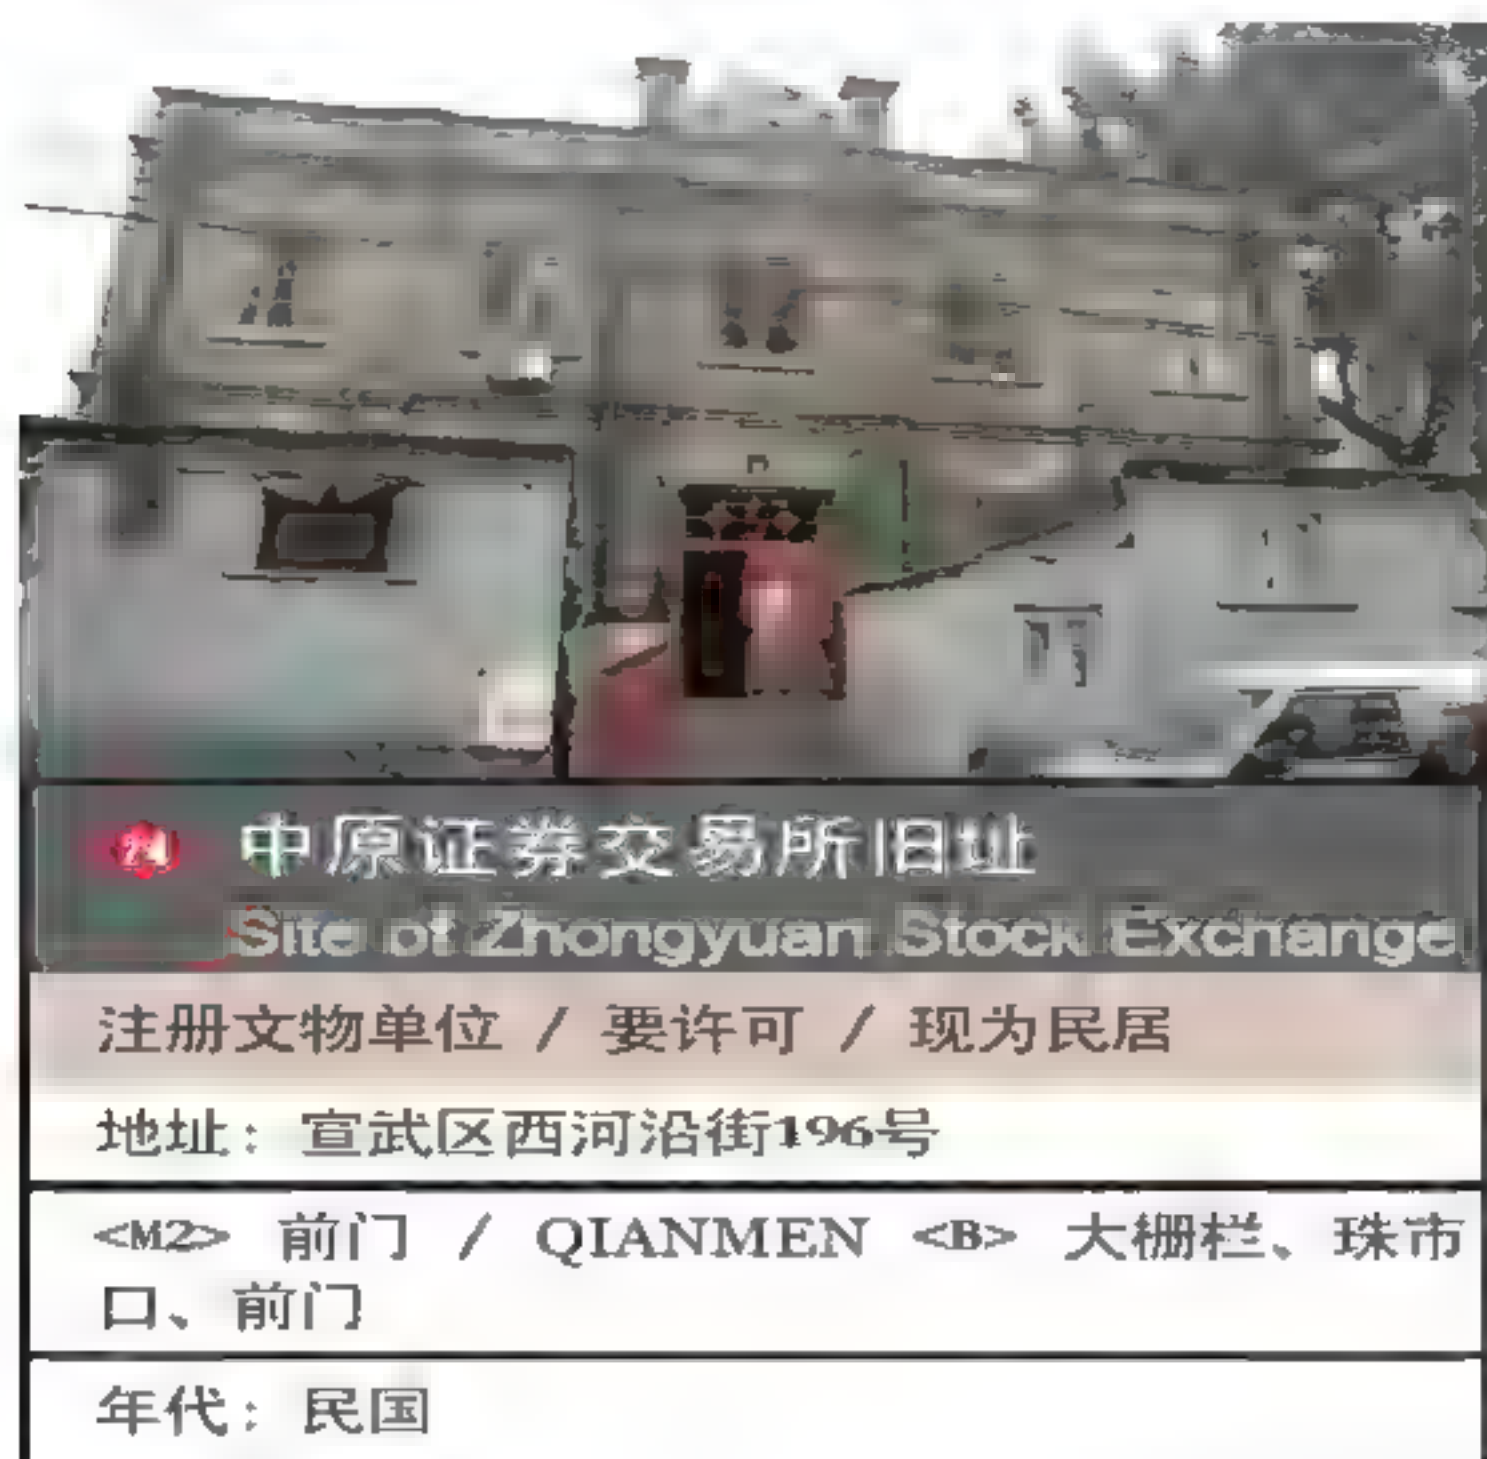 中原证券交易所旧址
Site of Zhongyuan Stock Exchange
注册文物单位 / 要许可 / 现为民居
地址：宣武区西河沿街196号
<M2> 前门 / QIANMEN <B> 大栅栏、珠市
口、前门
年代：民国